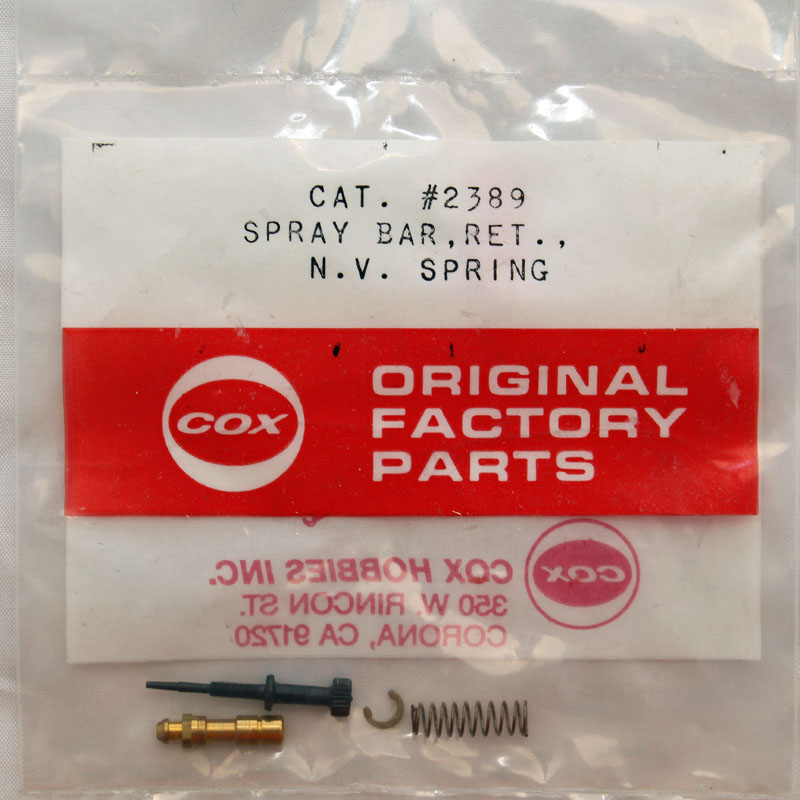 CAT. #2389
SPRAY BAR,RET.,
N.V. SPRING
COX
ORIGINAL
FACTORY
PARTS
COX HOBBIES INC.
COX
350 W. RINCON ST.
CORONA, CA 91720